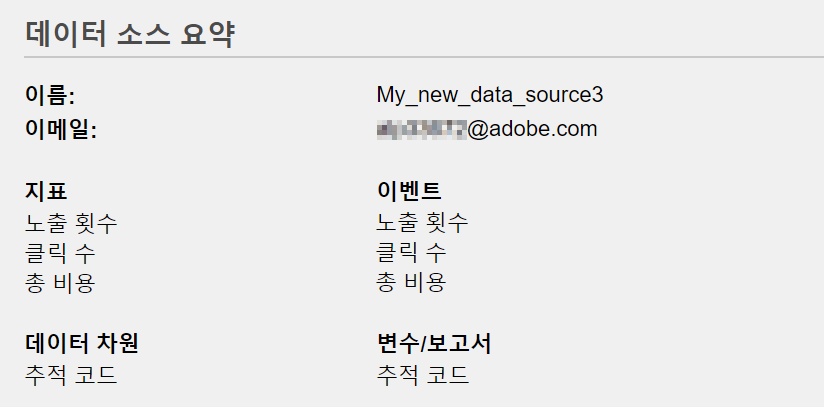 데이터 소스 요약
이름: My_new_data_source3
이메일: @adobe.com
지표 이벤트
노출 횟수 노출 횟수
클릭 수 클릭 수
총 비용 총 비용
데이터 차원 변수/보고서
추적 코드 추적 코드